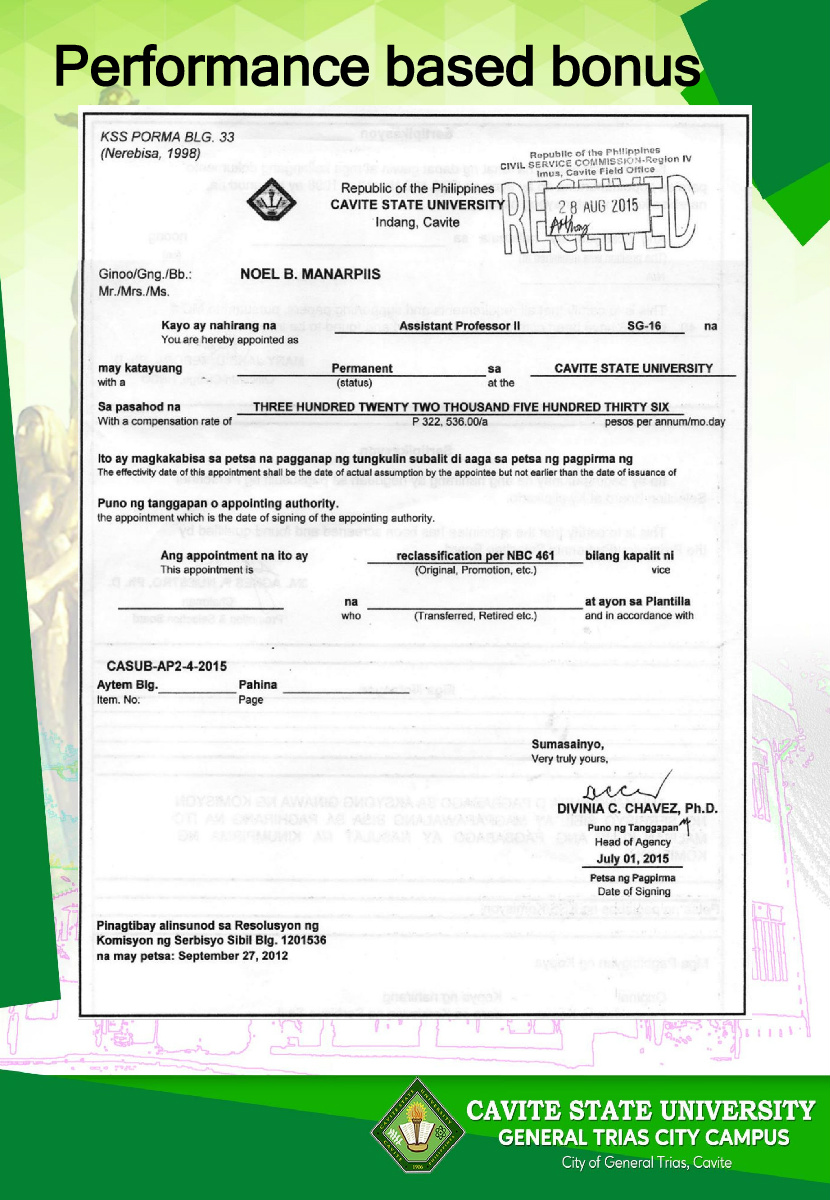 Performance based bonus
KSS PORMA BLG. 33
(Nerebisa, 1998)
Republic of the Philippines
CIVIL SERVICE COMMISSION-Region IV
Imus, Cavite Field Office
RECEIVED
28 AUG 2015
Republic of the Philippines
CAVITE STATE UNIVERSITY
Indang, Cavite
Ginoo/Gng./Bb.: NOEL B. MANARPIIS
Mr./Mrs./Ms.
Kayo ay nahirang na Assistant Professor II SG-16 na
You are hereby appointed as
may katayuang Permanent sa CAVITE STATE UNIVERSITY
with a (status) at the
Sa pasahod na THREE HUNDRED TWENTY TWO THOUSAND FIVE HUNDRED THIRTY SIX
With a compensation rate of P 322, 536.00/a pesos per annum/mo.day
Ito ay magkakabisa sa petsa na pagganap ng tungkulin subalit di aaga sa petsa ng pagpirma ng
The effectivity date of this appointment shall be the date of actual assumption by the appointee but not earlier than the date of issuance of
Puno ng tanggapan o appointing authority.
the appointment which is the date of signing of the appointing authority.
Ang appointment na ito ay reclassification per NBC 461 bilang kapalit ni
This appointment is (Original, Promotion, etc.) vice
na at ayon sa Plantilla
who (Transferred, Retired etc.) and in accordance with
CASUB-AP2-4-2015
Aytem Blg. Pahina
Item. No. Page
Sumasainyo,
Very truly yours,
DIVINIA C. CHAVEZ, Ph.D.
Puno ng Tanggapan
Head of Agency
July 01, 2015
Petsa ng Pagpirma
Date of Signing
Pinagtibay alinsunod sa Resolusyon ng
Komisyon ng Serbisyo Sibil Blg. 1201536
na may petsa: September 27, 2012
CAVITE STATE UNIVERSITY
GENERAL TRIAS CITY CAMPUS
City of General Trias, Cavite